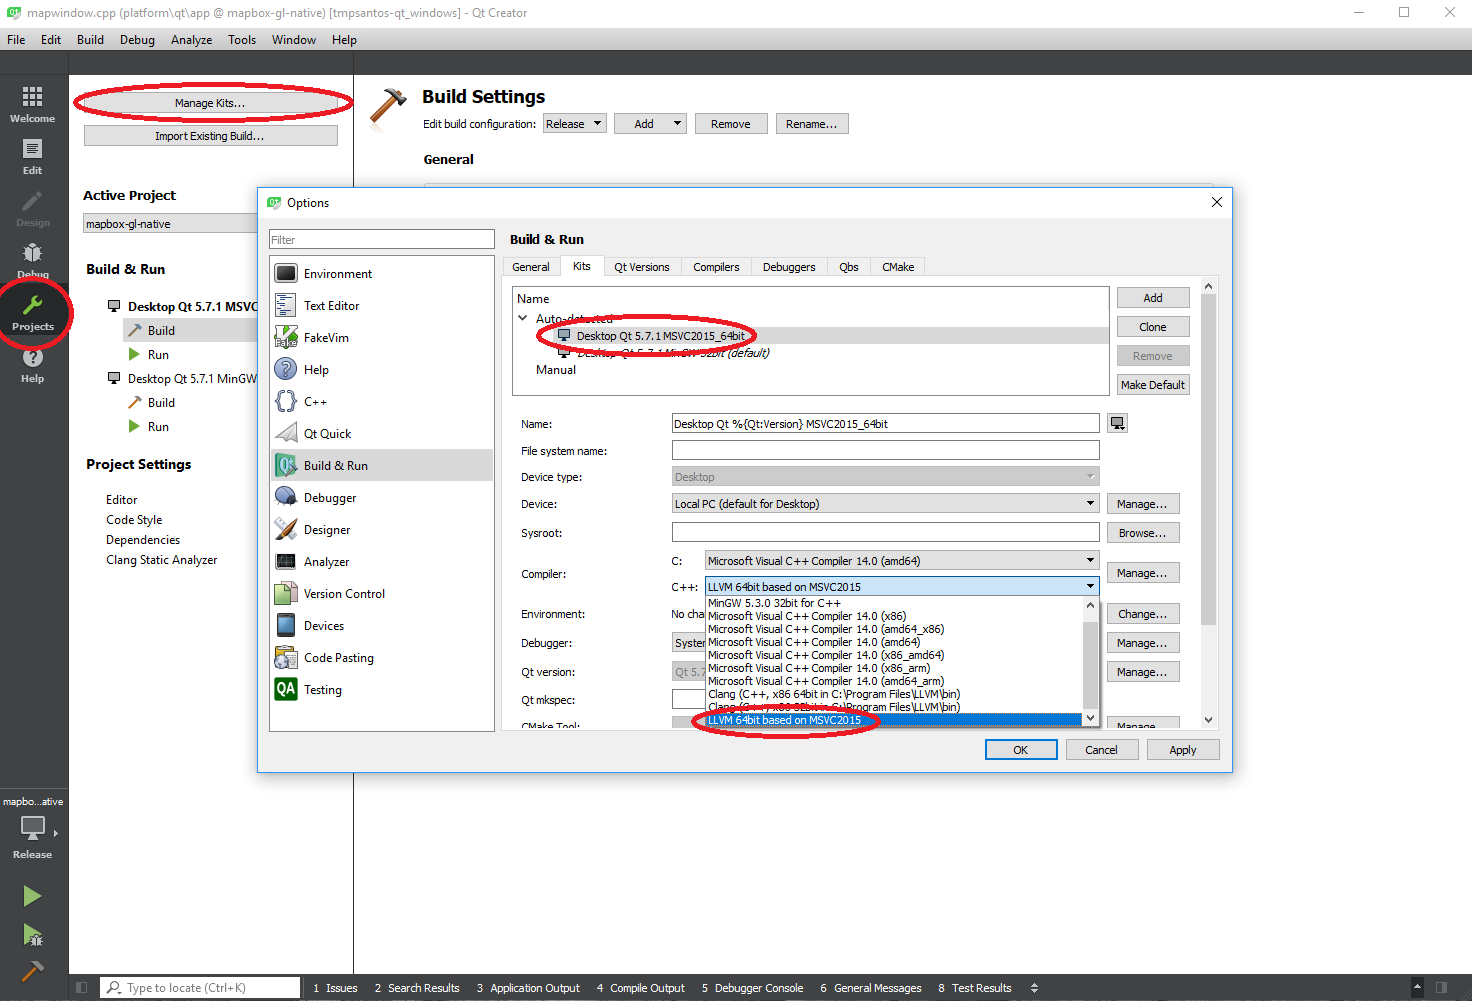 mapwindow.cpp (platform\qt\app @ mapbox-gl-native) [tmpsantos-qt_windows] - Qt Creator
File Edit Build Debug Analyze Tools Window Help
Welcome
Edit
Design
Debug
Projects
Help
mapbo...ative
Release
Manage Kits...
Import Existing Build...
Active Project
mapbox-gl-native
Build & Run
Desktop Qt 5.7.1 MSVC
Build
Run
Desktop Qt 5.7.1 MinGW
Build
Run
Project Settings
Editor
Code Style
Dependencies
Clang Static Analyzer
Build Settings
Edit build configuration: Release Add Remove Rename...
General
Options
Filter
Environment
Text Editor
FakeVim
Help
C++
Qt Quick
Build & Run
Debugger
Designer
Analyzer
Version Control
Devices
Code Pasting
QA Testing
Build & Run
General Kits Qt Versions Compilers Debuggers Qbs CMake
Name
Auto-detected
Desktop Qt 5.7.1 MSVC2015_64bit
Desktop Qt 5.7.1 MinGW 32bit (default)
Manual
Add
Clone
Remove
Make Default
Name: Desktop Qt %{Qt:Version} MSVC2015_64bit
File system name:
Device type: Desktop
Device: Local PC (default for Desktop) Manage...
Sysroot: Browse...
Compiler: C: Microsoft Visual C++ Compiler 14.0 (amd64) Manage...
C++: LLVM 64bit based on MSVC2015
MinGW 5.3.0 32bit for C++
Microsoft Visual C++ Compiler 14.0 (x86)
Microsoft Visual C++ Compiler 14.0 (amd64_x86)
Microsoft Visual C++ Compiler 14.0 (amd64)
Microsoft Visual C++ Compiler 14.0 (x86_amd64)
Microsoft Visual C++ Compiler 14.0 (x86_arm)
Microsoft Visual C++ Compiler 14.0 (amd64_arm)
Clang (C++, x86 64bit in C:\Program Files\LLVM\bin)
Clang (C++, x86 32bit in C:\Program Files\LLVM\bin)
LLVM 64bit based on MSVC2015
Environment: No cha Change...
Debugger: System Manage...
Qt version: Qt 5.7 Manage...
Qt mkspec:
CMake Tool: Manage...
OK Cancel Apply
Type to locate (Ctrl+K) 1 Issues 2 Search Results 3 Application Output 4 Compile Output 5 Debugger Console 6 General Messages 8 Test Results